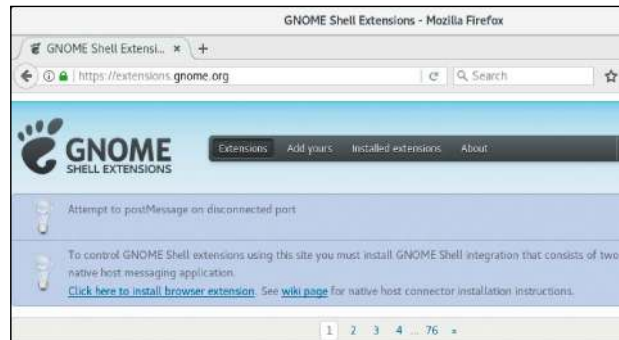 GNOME Shell Extensions - Mozilla Firefox
GNOME Shell Extensi... × +
https://extensions.gnome.org
Search
GNOME
SHELL EXTENSIONS
Extensions Add yours Installed extensions About
Attempt to postMessage on disconnected port
To control GNOME Shell extensions using this site you must install GNOME Shell integration that consists of two
native host messaging application.
Click here to install browser extension. See wiki page for native host connector installation instructions.
1 2 3 4 ... 76 »